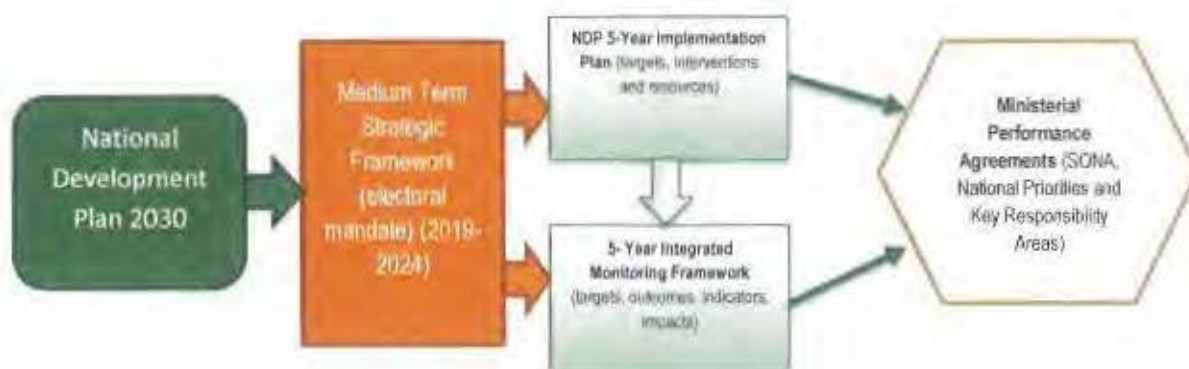 National
Development
Plan 2030
Medium Term
Strategic
Framework
(electoral
mandate) (2019-
2024)
NDP 5-Year Implementation
Plan (targets, interventions
and resources)
5- Year Integrated
Monitoring Framework
(targets, outcomes, indicators,
impacts)
Ministerial
Performance
Agreements (SONA,
National Priorities and
Key Responsibility
Areas)